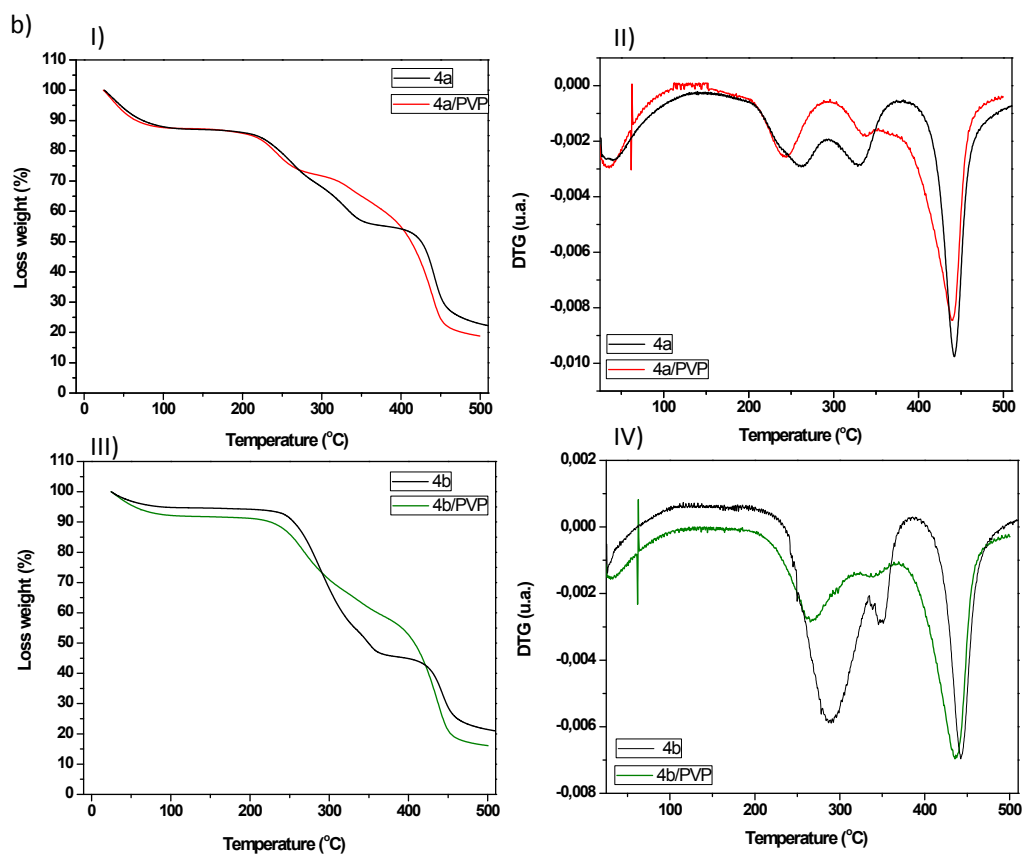 b)
I)
110
100
90
80
70
60
50
40
30
20
10
0
Loss weight (%)
0 100 200 300 400 500
Temperature (°C)
4a
4a/PVP
II)
0,000
-0,002
-0,004
-0,006
-0,008
-0,010
DTG (u.a.)
100 200 300 400 500
Temperature (°C)
4a
4a/PVP
III)
110
100
90
80
70
60
50
40
30
20
10
0
Loss weight (%)
0 100 200 300 400 500
Temperature (°C)
4b
4b/PVP
IV)
0,002
0,000
-0,002
-0,004
-0,006
-0,008
DTG (u.a.)
100 200 300 400 500
Temperature (°C)
4b
4b/PVP